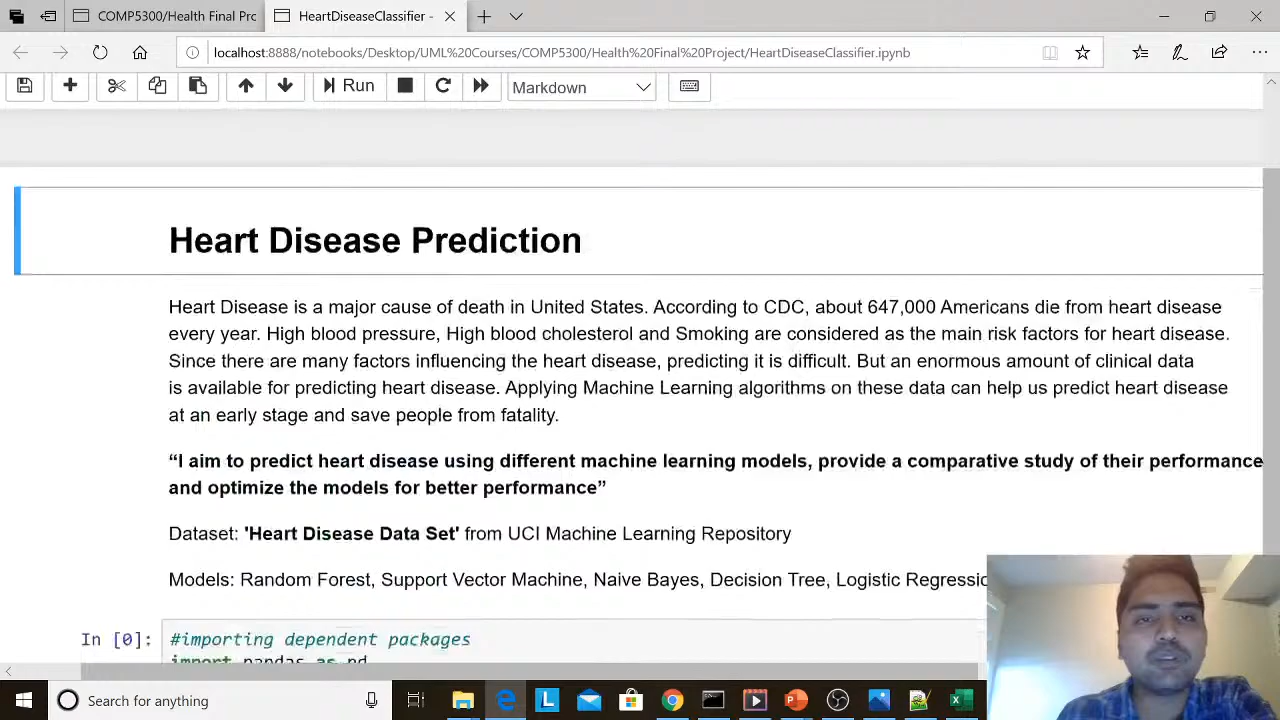 COMP5300/Health Final Pro
HeartDiseaseClassifier -
localhost:8888/notebooks/Desktop/UML%20Courses/COMP5300/Health%20Final%20Project/HeartDiseaseClassifier.ipynb
Run
Markdown
Heart Disease Prediction
Heart Disease is a major cause of death in United States. According to CDC, about 647,000 Americans die from heart disease
every year. High blood pressure, High blood cholesterol and Smoking are considered as the main risk factors for heart disease.
Since there are many factors influencing the heart disease, predicting it is difficult. But an enormous amount of clinical data
is available for predicting heart disease. Applying Machine Learning algorithms on these data can help us predict heart disease
at an early stage and save people from fatality.
“I aim to predict heart disease using different machine learning models, provide a comparative study of their performance
and optimize the models for better performance”
Dataset: 'Heart Disease Data Set' from UCI Machine Learning Repository
Models: Random Forest, Support Vector Machine, Naive Bayes, Decision Tree, Logistic Regressio
In [0]:
#importing dependent packages
import pandas as pd
Search for anything